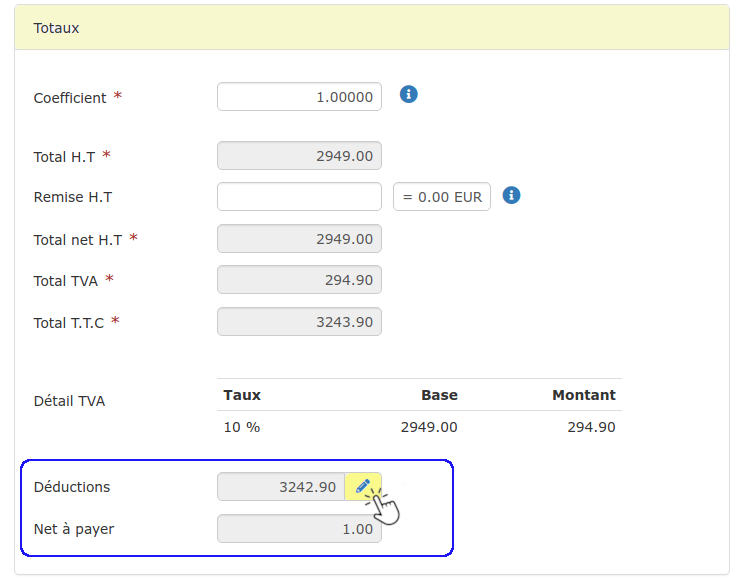 Totaux
Coefficient * 1.00000
Total H.T * 2949.00
Remise H.T = 0.00 EUR
Total net H.T * 2949.00
Total TVA * 294.90
Total T.T.C * 3243.90
Détail TVA
Taux Base Montant
10 % 2949.00 294.90
Déductions 3242.90
Net à payer 1.00